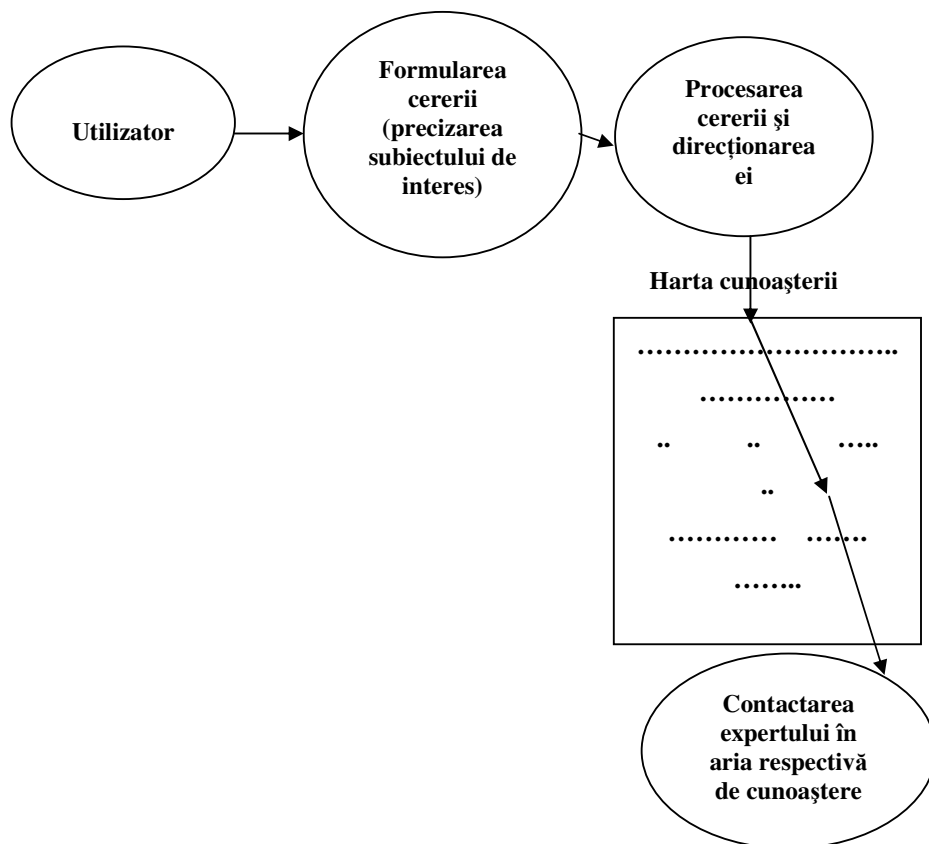 Utilizator
Formularea
cererii
(precizarea
subiectului de
interes)
Procesarea
cererii şi
direcționarea
ei
Harta cunoaşterii
…………………………..
……………
..
..
…..
..
…………
…….
……..
Contactarea
expertului în
aria respectivă
de cunoaştere